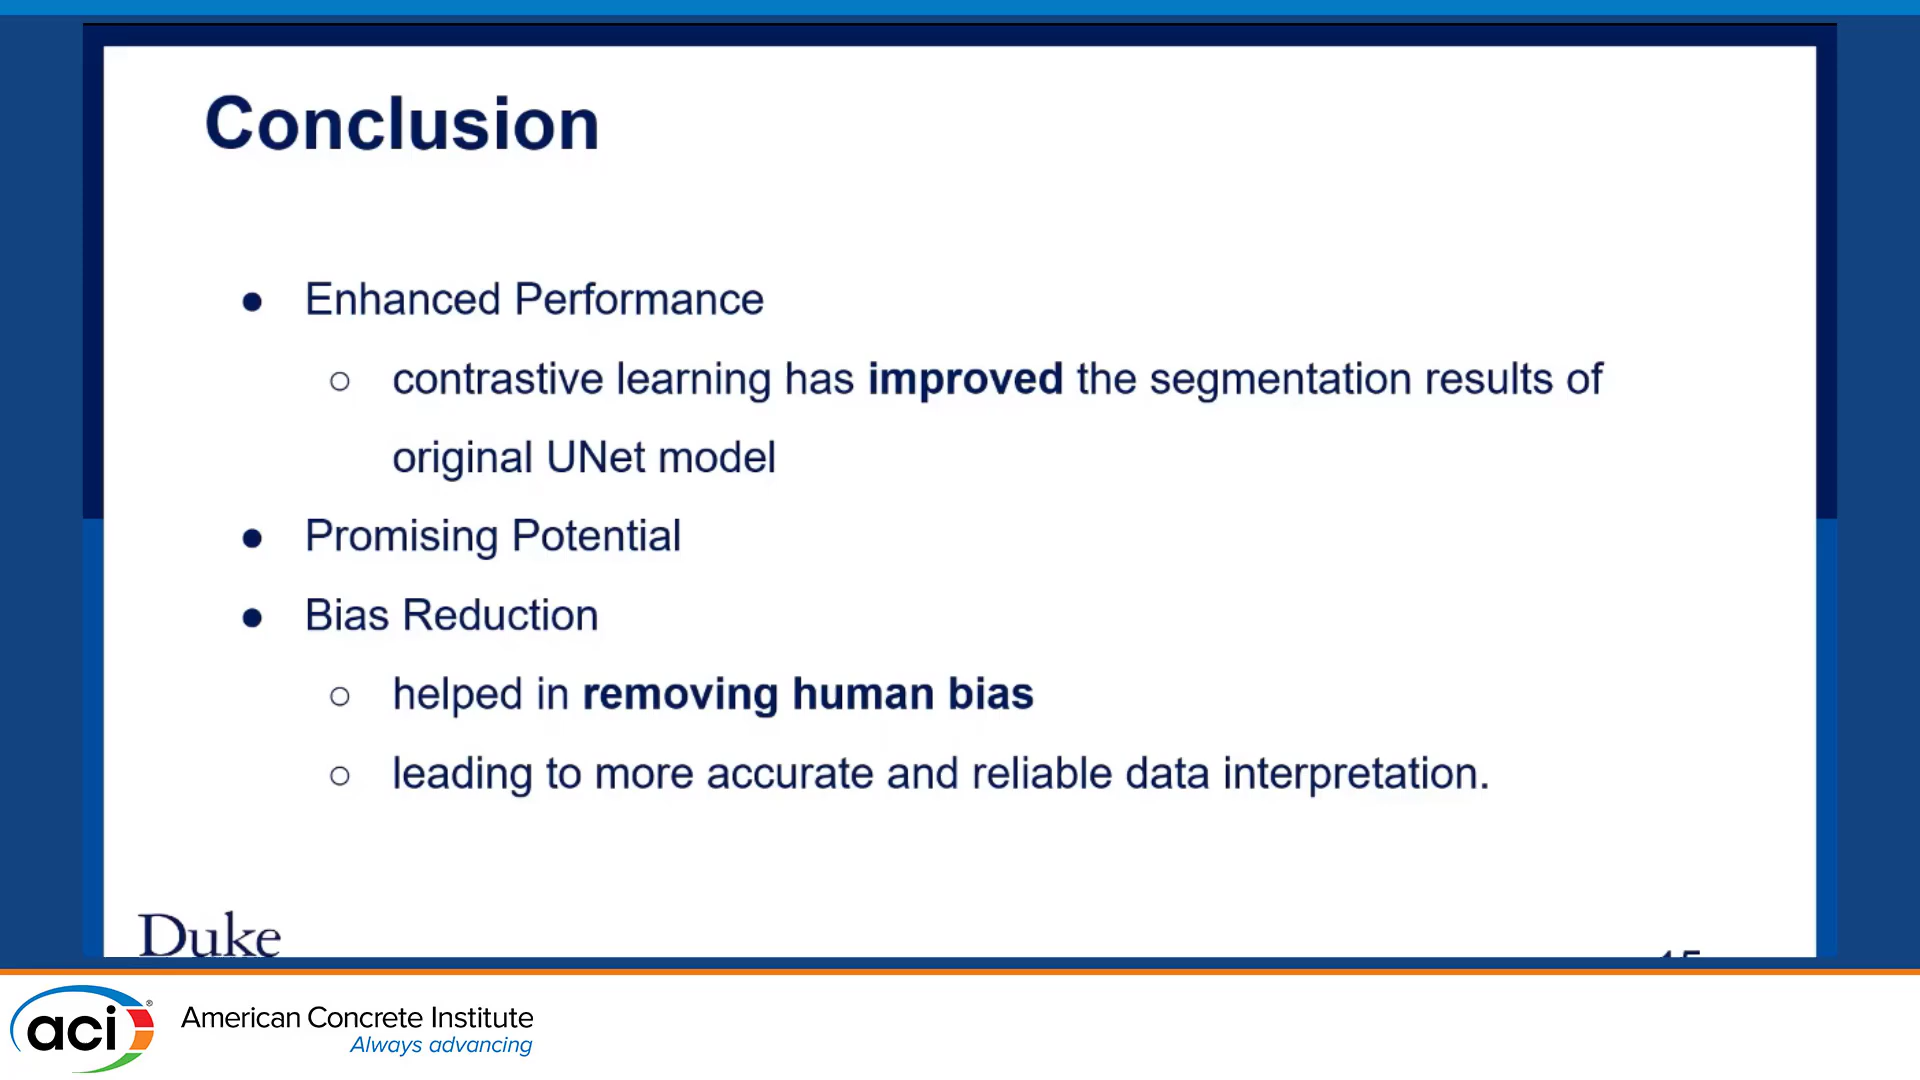 Conclusion
● Enhanced Performance
○ contrastive learning has improved the segmentation results of
original UNet model
● Promising Potential
● Bias Reduction
○ helped in removing human bias
○ leading to more accurate and reliable data interpretation.
Duke
15
aci®
American Concrete Institute
Always advancing